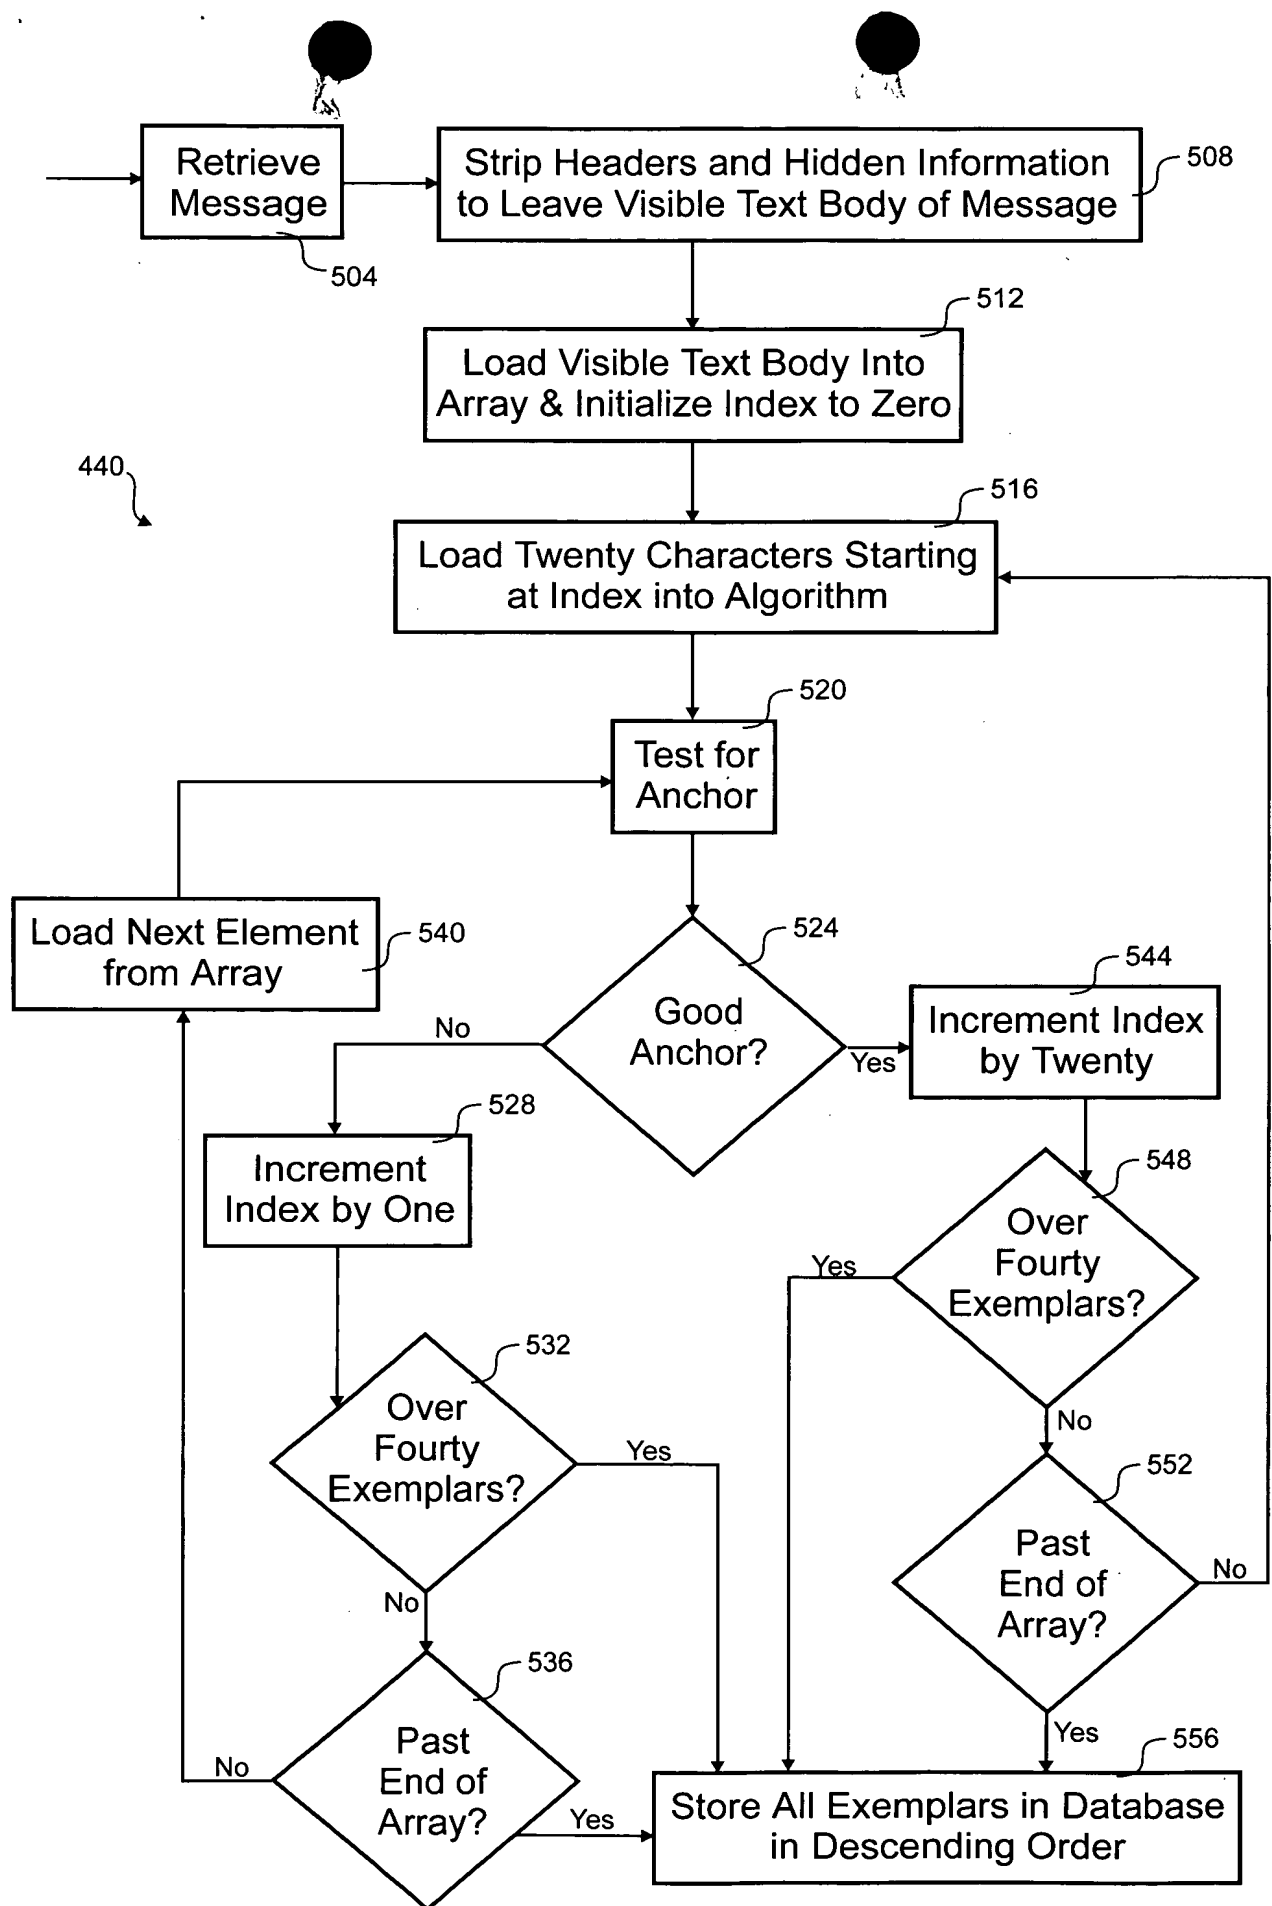 Retrieve
Message
504
Strip Headers and Hidden Information
to Leave Visible Text Body of Message
508
512
Load Visible Text Body Into
Array & Initialize Index to Zero
440
516
Load Twenty Characters Starting
at Index into Algorithm
520
Test for
Anchor
Load Next Element
from Array
540
524
Good
Anchor?
No
Yes
544
Increment Index
by Twenty
528
Increment
Index by One
548
Over
Fourty
Exemplars?
Yes
No
532
Over
Fourty
Exemplars?
Yes
No
552
Past
End of
Array?
No
Yes
536
Past
End of
Array?
No
Yes
556
Store All Exemplars in Database
in Descending Order